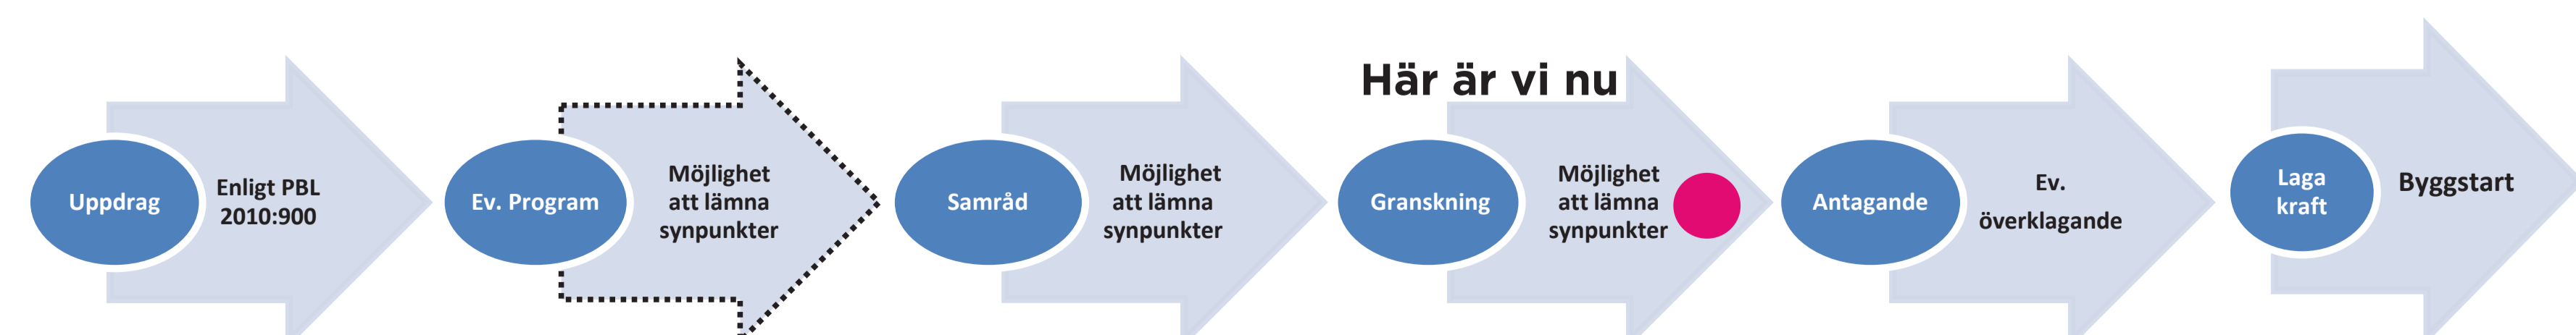 Här är vi nu
Uppdrag
Enligt PBL
2010:900
Ev. Program
Möjlighet
att lämna
synpunkter
Samråd
Möjlighet
att lämna
synpunkter
Granskning
Möjlighet
att lämna
synpunkter
Antagande
Ev.
överklagande
Laga
kraft
Byggstart